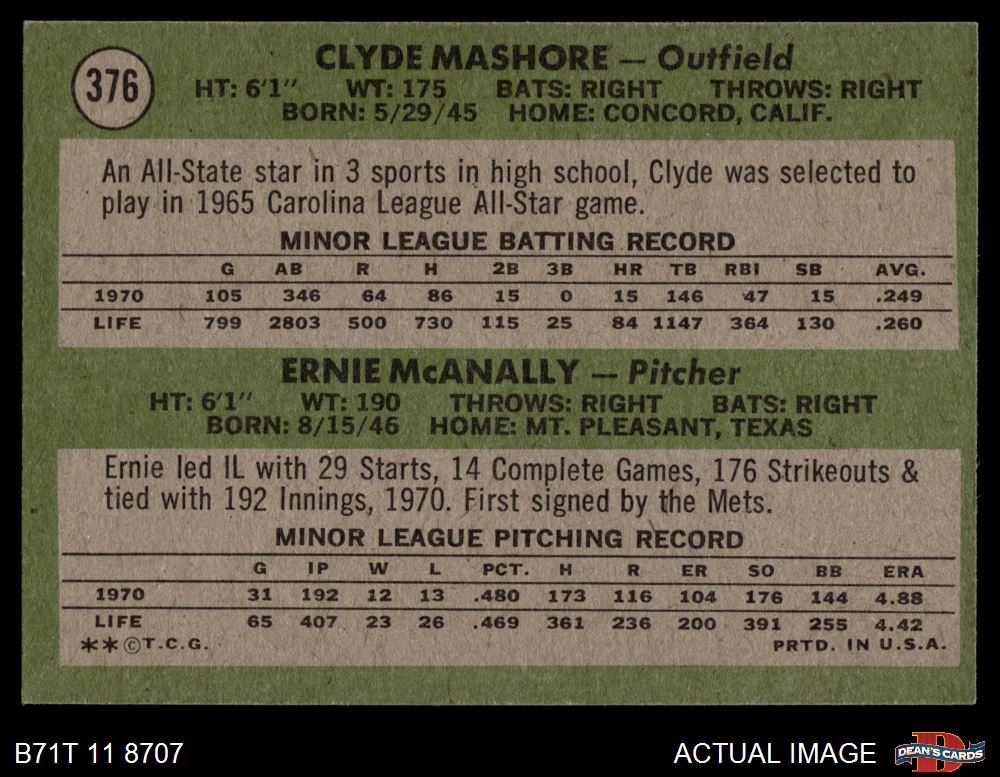 376
CLYDE MASHORE — Outfield
HT: 6'1" WT: 175 BATS: RIGHT THROWS: RIGHT
BORN: 5/29/45 HOME: CONCORD, CALIF.
An All-State star in 3 sports in high school, Clyde was selected to
play in 1965 Carolina League All-Star game.
MINOR LEAGUE BATTING RECORD
G AB R H 2B 3B HR TB RBI SB AVG.
1970 105 346 64 86 15 0 15 146 47 15 .249
LIFE 799 2803 500 730 115 25 84 1147 364 130 .260
ERNIE McANALLY — Pitcher
HT: 6'1" WT: 190 THROWS: RIGHT BATS: RIGHT
BORN: 8/15/46 HOME: MT. PLEASANT, TEXAS
Ernie led IL with 29 Starts, 14 Complete Games, 176 Strikeouts &
tied with 192 Innings, 1970. First signed by the Mets.
MINOR LEAGUE PITCHING RECORD
G IP W L PCT. H R ER SO BB ERA
1970 31 192 12 13 .480 173 116 104 176 144 4.88
LIFE 65 407 23 26 .469 361 236 200 391 255 4.42
**©T.C.G. PRTD. IN U.S.A.
B71T 11 8707 ACTUAL IMAGE DEAN'S CARDS